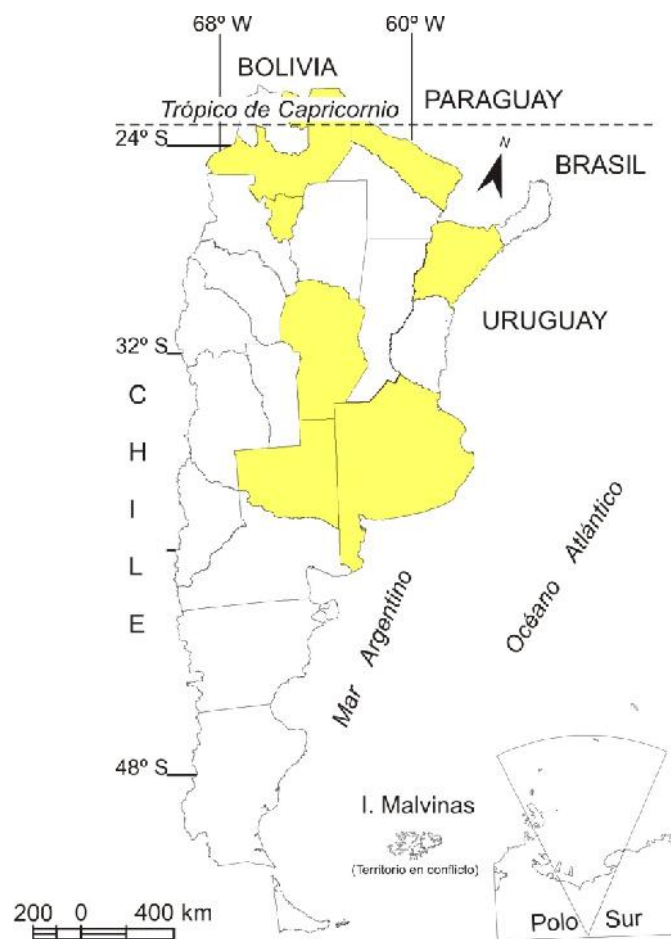 68º W
60º W
BOLIVIA
Trópico de Capricornio
PARAGUAY
24º S
N
BRASIL
URUGUAY
32º S
C
H
I
L
E
Mar Argentino
Océano Atlántico
48º S
I. Malvinas
(Territorio en conflicto)
200 0 400 km
Polo Sur